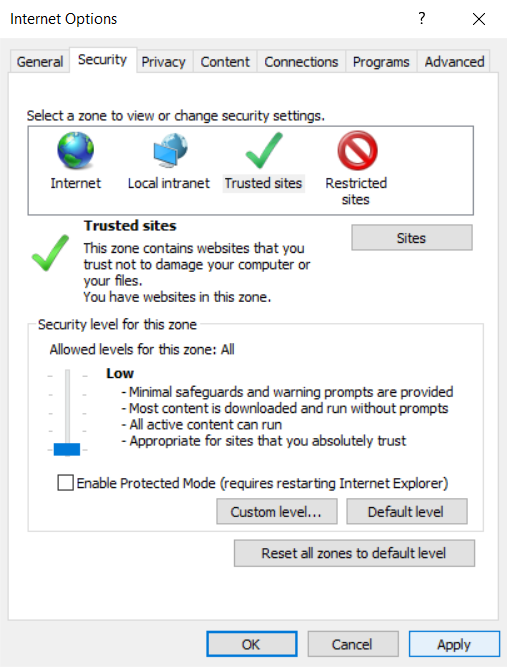 Internet Options
?
General Security Privacy Content Connections Programs Advanced
Select a zone to view or change security settings.
Internet Local intranet Trusted sites Restricted
sites
Trusted sites
Sites
This zone contains websites that you
trust not to damage your computer or
your files.
You have websites in this zone.
Security level for this zone
Allowed levels for this zone: All
Low
- Minimal safeguards and warning prompts are provided
- Most content is downloaded and run without prompts
- All active content can run
- Appropriate for sites that you absolutely trust
Enable Protected Mode (requires restarting Internet Explorer)
Custom level... Default level
Reset all zones to default level
OK Cancel Apply